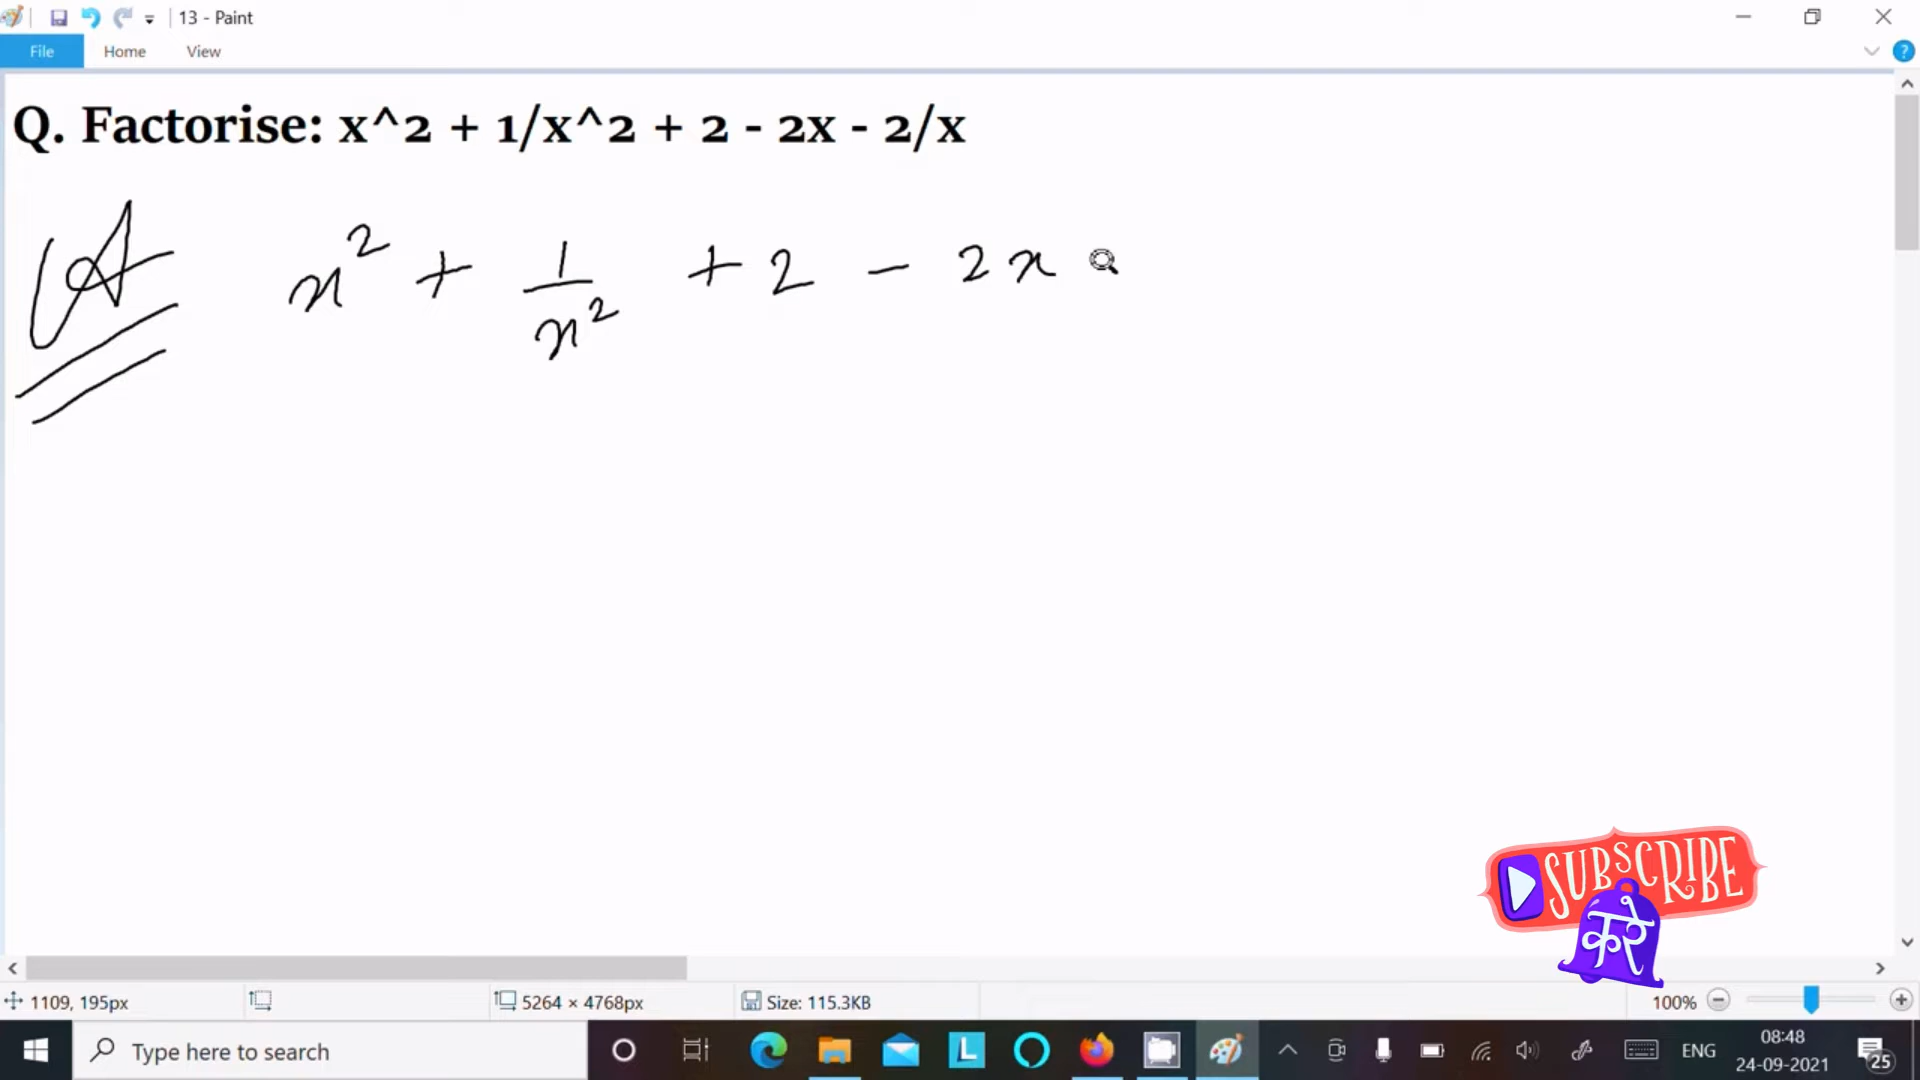 13 - Paint
File Home View
Q. Factorise: x^2 + 1/x^2 + 2 - 2x - 2/x
A x² + 1/x² + 2 - 2x
SUBSCRIBE
करे
1109, 195px 5264 × 4768px Size: 115.3KB 100%
Type here to search L ENG 08:48
24-09-2021 25